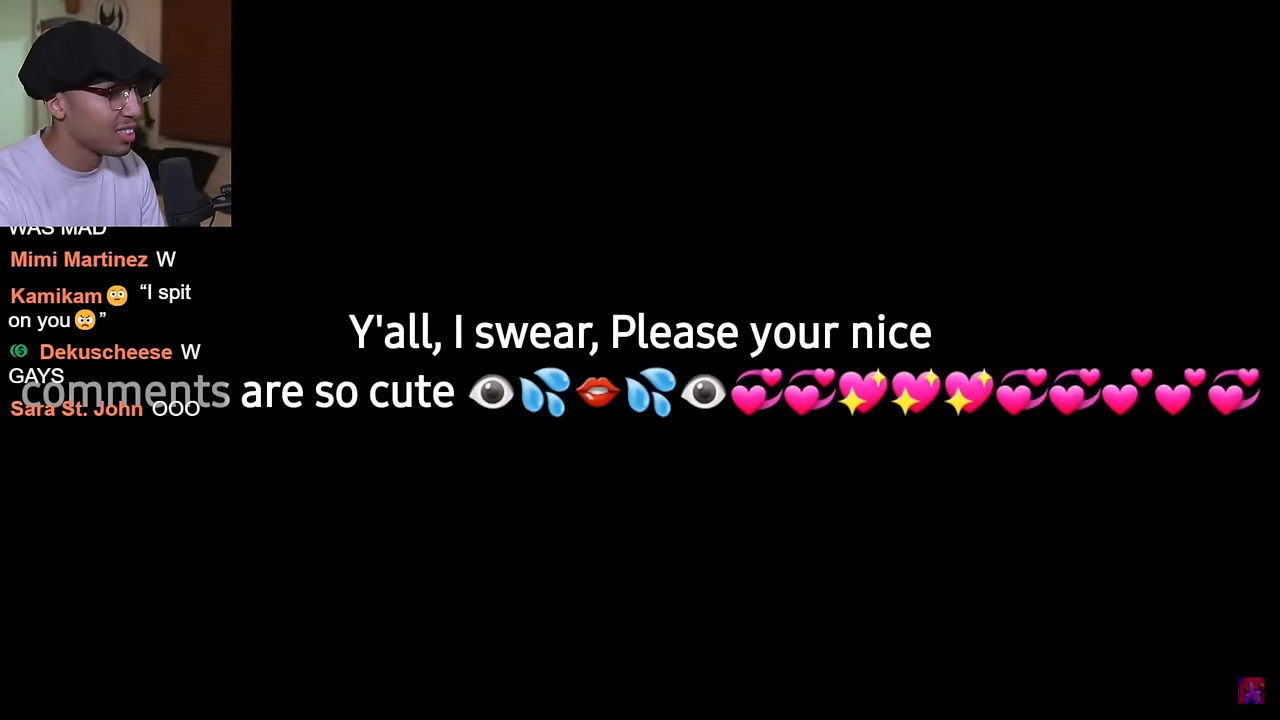 WAS MAD
Mimi Martinez W
Kamikam😳 “I spit
on you😡”
Dekuscheese W
GAYS
Sara St. John OOO
Y'all, I swear, Please your nice
comments are so cute 👁️💦👄💦👁️💞💞💖💖💖💞💞💕💕💞